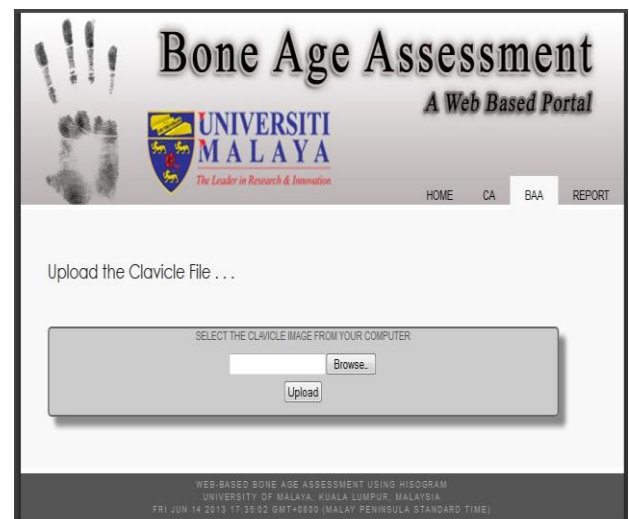 Bone Age Assessment
A Web Based Portal
UNIVERSITI
MALAYA
The Leader in Research & Innovation
HOME CA BAA REPORT
Upload the Clavicle File . . .
SELECT THE CLAVICLE IMAGE FROM YOUR COMPUTER
Browse..
Upload
WEB-BASED BONE AGE ASSESSMENT USING HISOGRAM
UNIVERSITY OF MALAYA, KUALA LUMPUR, MALAYSIA
FRI JUN 14 2013 17:35:02 GMT+0800 (MALAY PENINSULA STANDARD TIME)